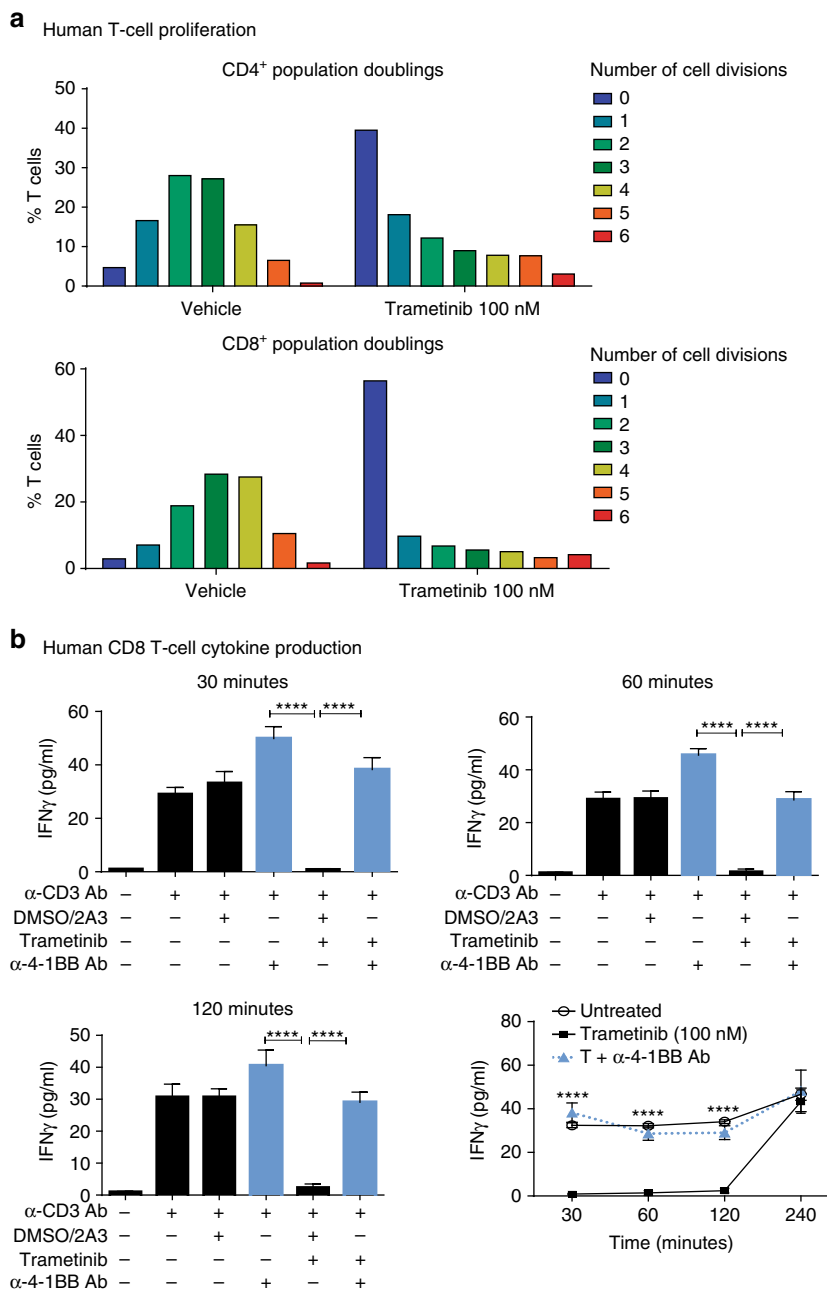 a Human T-cell proliferation
CD4+ population doublings
Number of cell divisions
50
40
30
20
10
0
% T cells
Vehicle
Trametinib 100 nM
0
1
2
3
4
5
6
CD8+ population doublings
Number of cell divisions
60
40
20
0
% T cells
Vehicle
Trametinib 100 nM
0
1
2
3
4
5
6
b Human CD8 T-cell cytokine production
30 minutes
**** ****
60
40
20
0
IFNγ (pg/ml)
α-CD3 Ab – + + + + +
DMSO/2A3 – – + – + –
Trametinib – – – – + +
α-4-1BB Ab – – – + – +
60 minutes
**** ****
60
40
20
0
IFNγ (pg/ml)
α-CD3 Ab – + + + + +
DMSO/2A3 – – + – + –
Trametinib – – – – + +
α-4-1BB Ab – – – + – +
120 minutes
**** ****
50
40
30
20
10
0
IFNγ (pg/ml)
α-CD3 Ab – + + + + +
DMSO/2A3 – – + – + –
Trametinib – – – – + +
α-4-1BB Ab – – – + – +
Untreated
Trametinib (100 nM)
T + α-4-1BB Ab
80
60
40
20
0
IFNγ (pg/ml)
**** **** ****
30 60 120 240
Time (minutes)